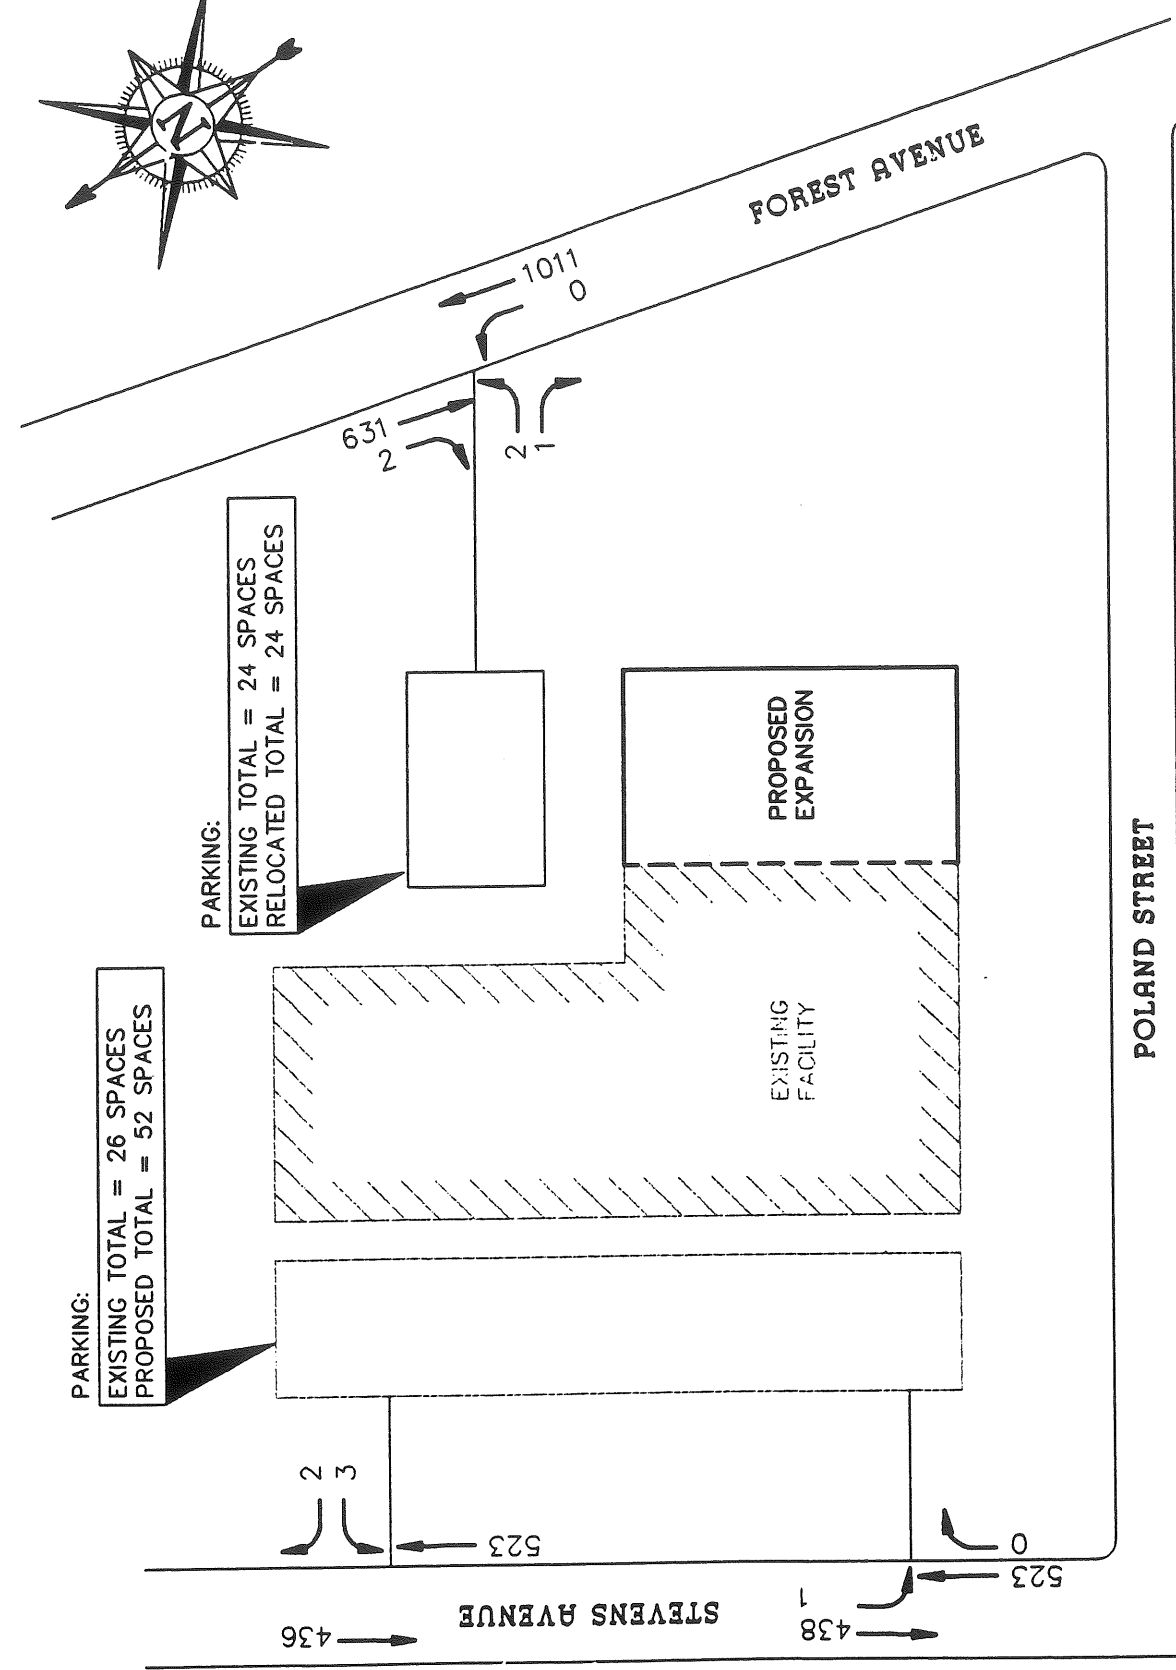 N
FOREST AVENUE
1011
0
631
2
2
1
PARKING:
EXISTING TOTAL = 24 SPACES
RELOCATED TOTAL = 24 SPACES
PROPOSED
EXPANSION
PARKING:
EXISTING TOTAL = 26 SPACES
PROPOSED TOTAL = 52 SPACES
EXISTING
FACILITY
POLAND STREET
2
3
523
0
523
1
438
STEVENS AVENUE
436